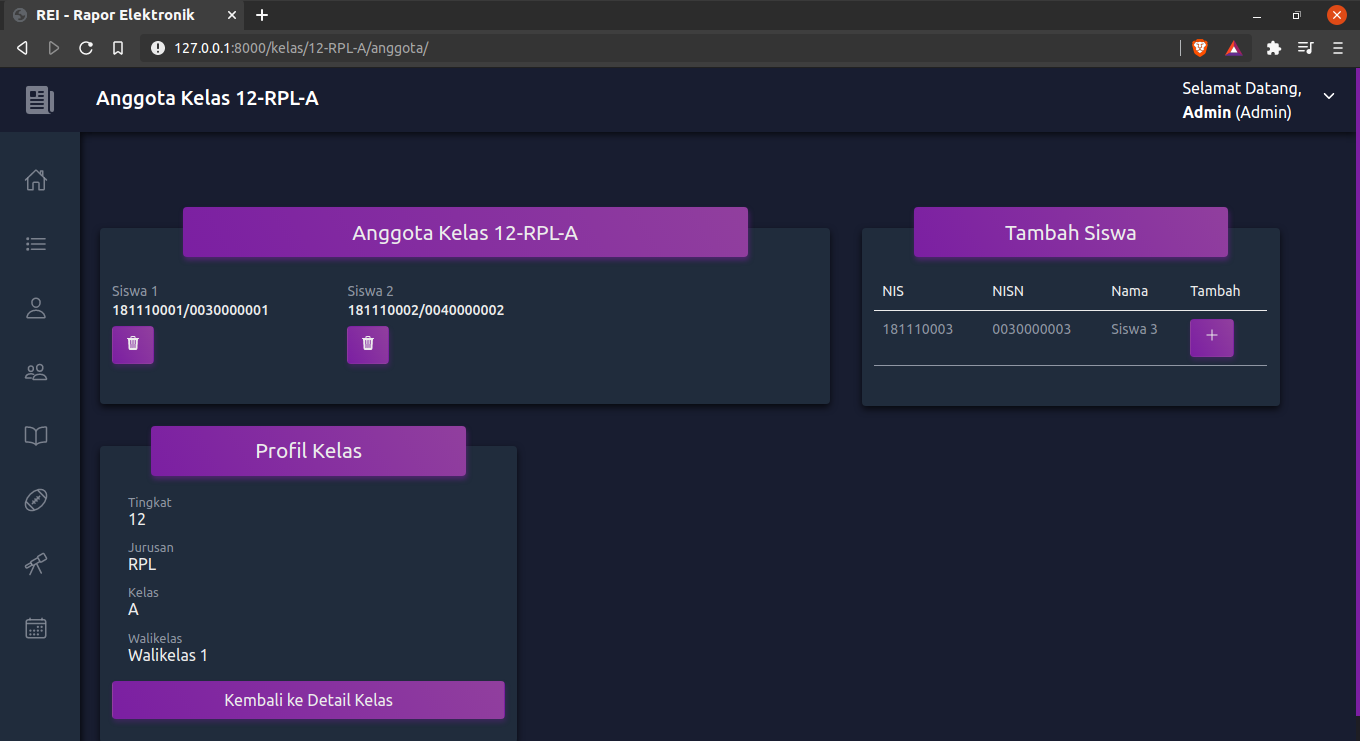 REI - Rapor Elektronik
127.0.0.1:8000/kelas/12-RPL-A/anggota/
Anggota Kelas 12-RPL-A
Selamat Datang,
Admin (Admin)
Anggota Kelas 12-RPL-A
Siswa 1
181110001/0030000001
Siswa 2
181110002/0040000002
Tambah Siswa
NIS NISN Nama Tambah
181110003 0030000003 Siswa 3
Profil Kelas
Tingkat
12
Jurusan
RPL
Kelas
A
Walikelas
Walikelas 1
Kembali ke Detail Kelas